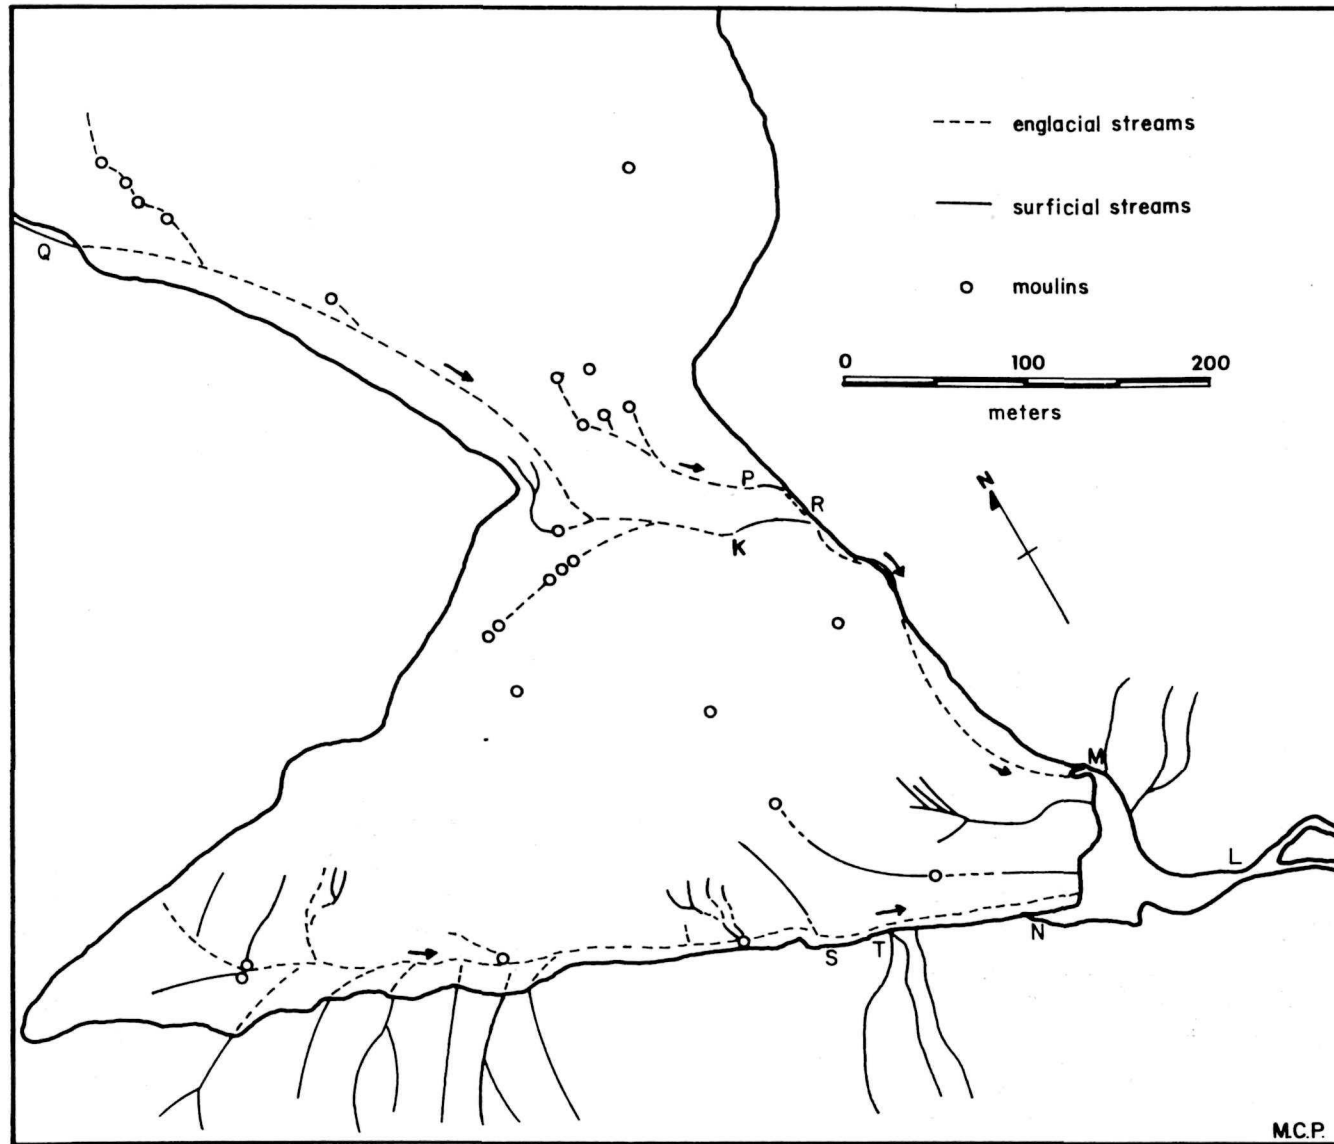 englacial streams
surficial streams
Q
moulins
0 100 200
meters
P
R
N
K
M
L
S T N
M.C.P.